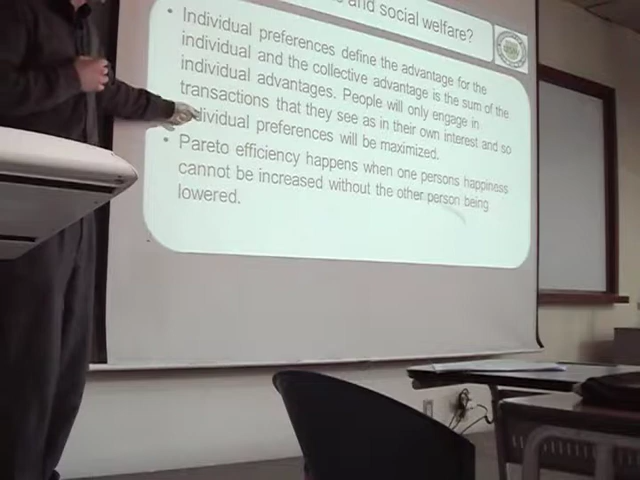 and social welfare?
• Individual preferences define the advantage for the
individual and the collective advantage is the sum of the
individual advantages. People will only engage in
transactions that they see as in their own interest and so
preferences will be maximized.
• Pareto efficiency happens when one persons happiness
cannot be increased without the other person being
lowered.